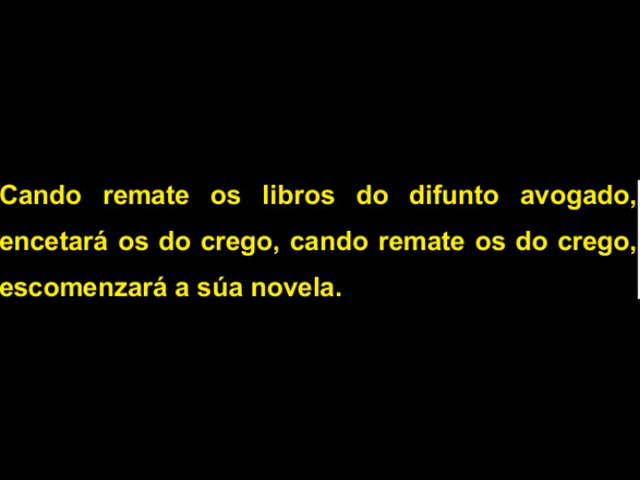 Cando remate os libros do difunto avogado,
encetará os do crego, cando remate os do crego,
escomenzará a súa novela.